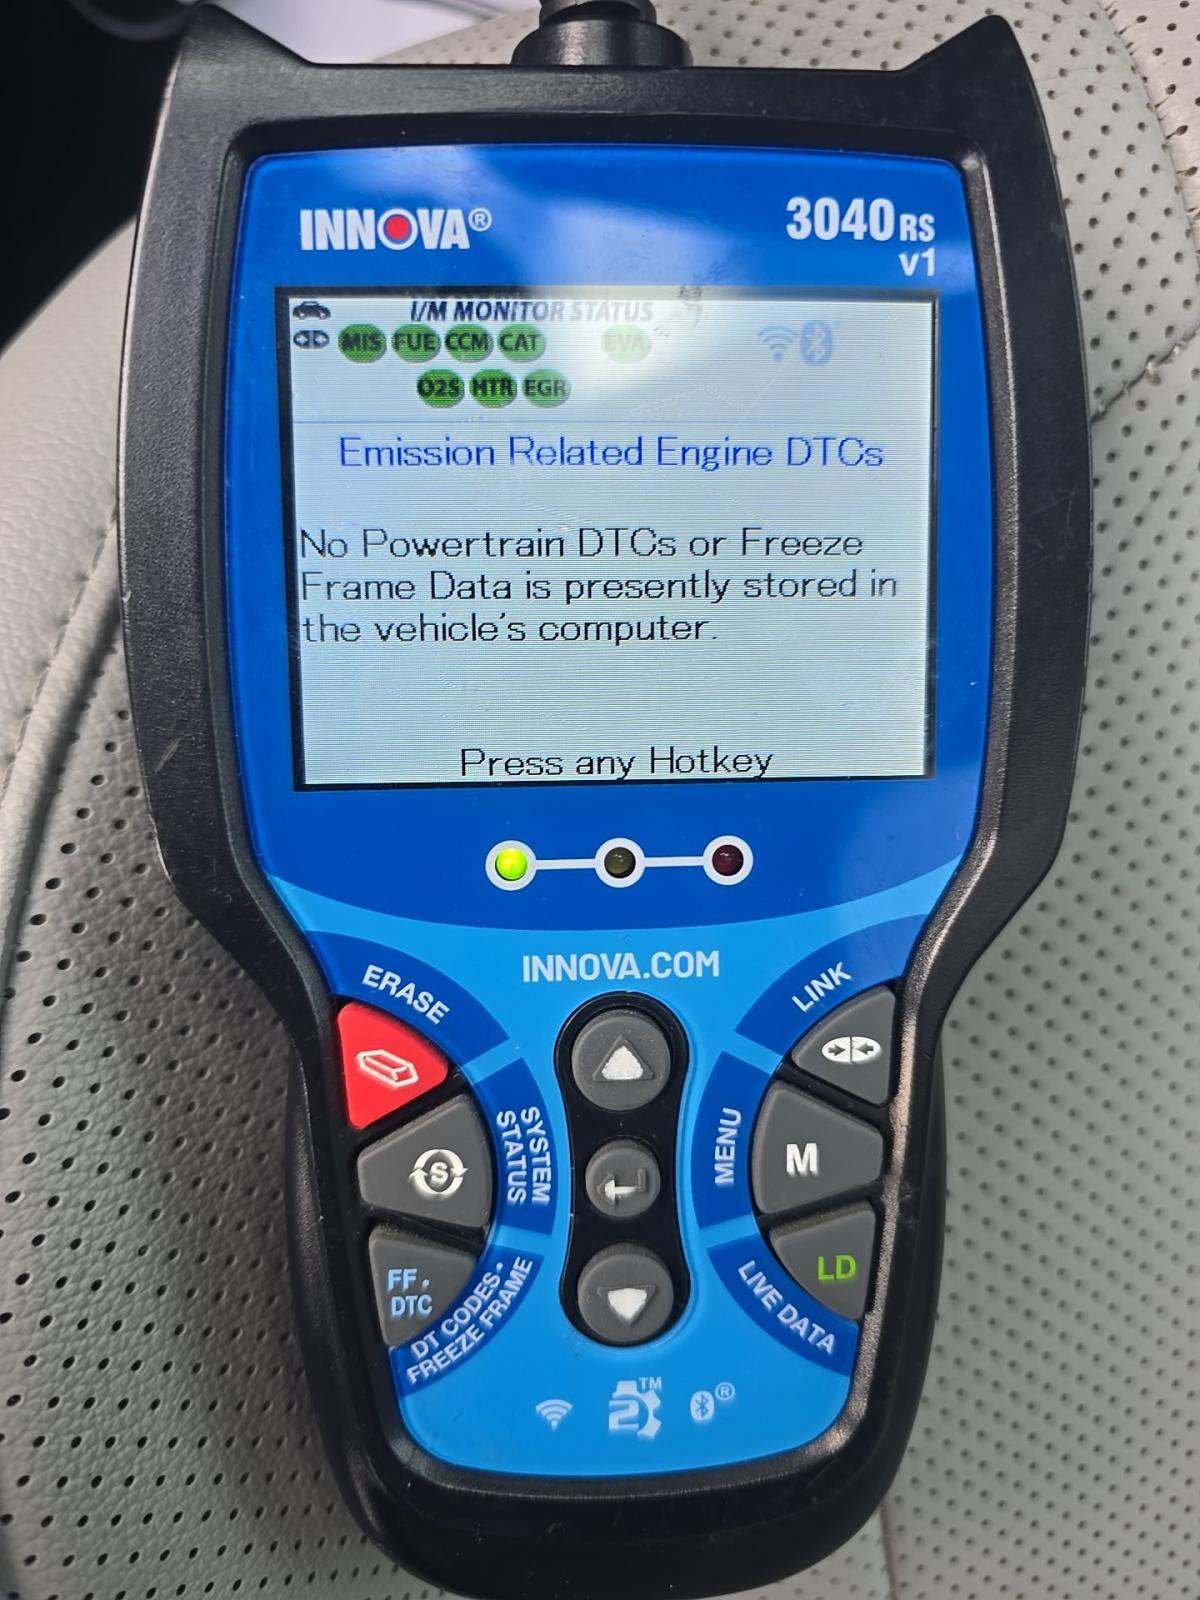 INNOVA®
3040RS
v1
I/M MONITOR STATUS
MIS FUE CCM CAT EVA
O2S HTR EGR
Emission Related Engine DTCs
No Powertrain DTCs or Freeze
Frame Data is presently stored in
the vehicle's computer.
Press any Hotkey
INNOVA.COM
ERASE
LINK
SYSTEM
STATUS
S
MENU
M
FF.
DTC
DT CODES-
FREEZE FRAME
LD
LIVE DATA
2 TM
®